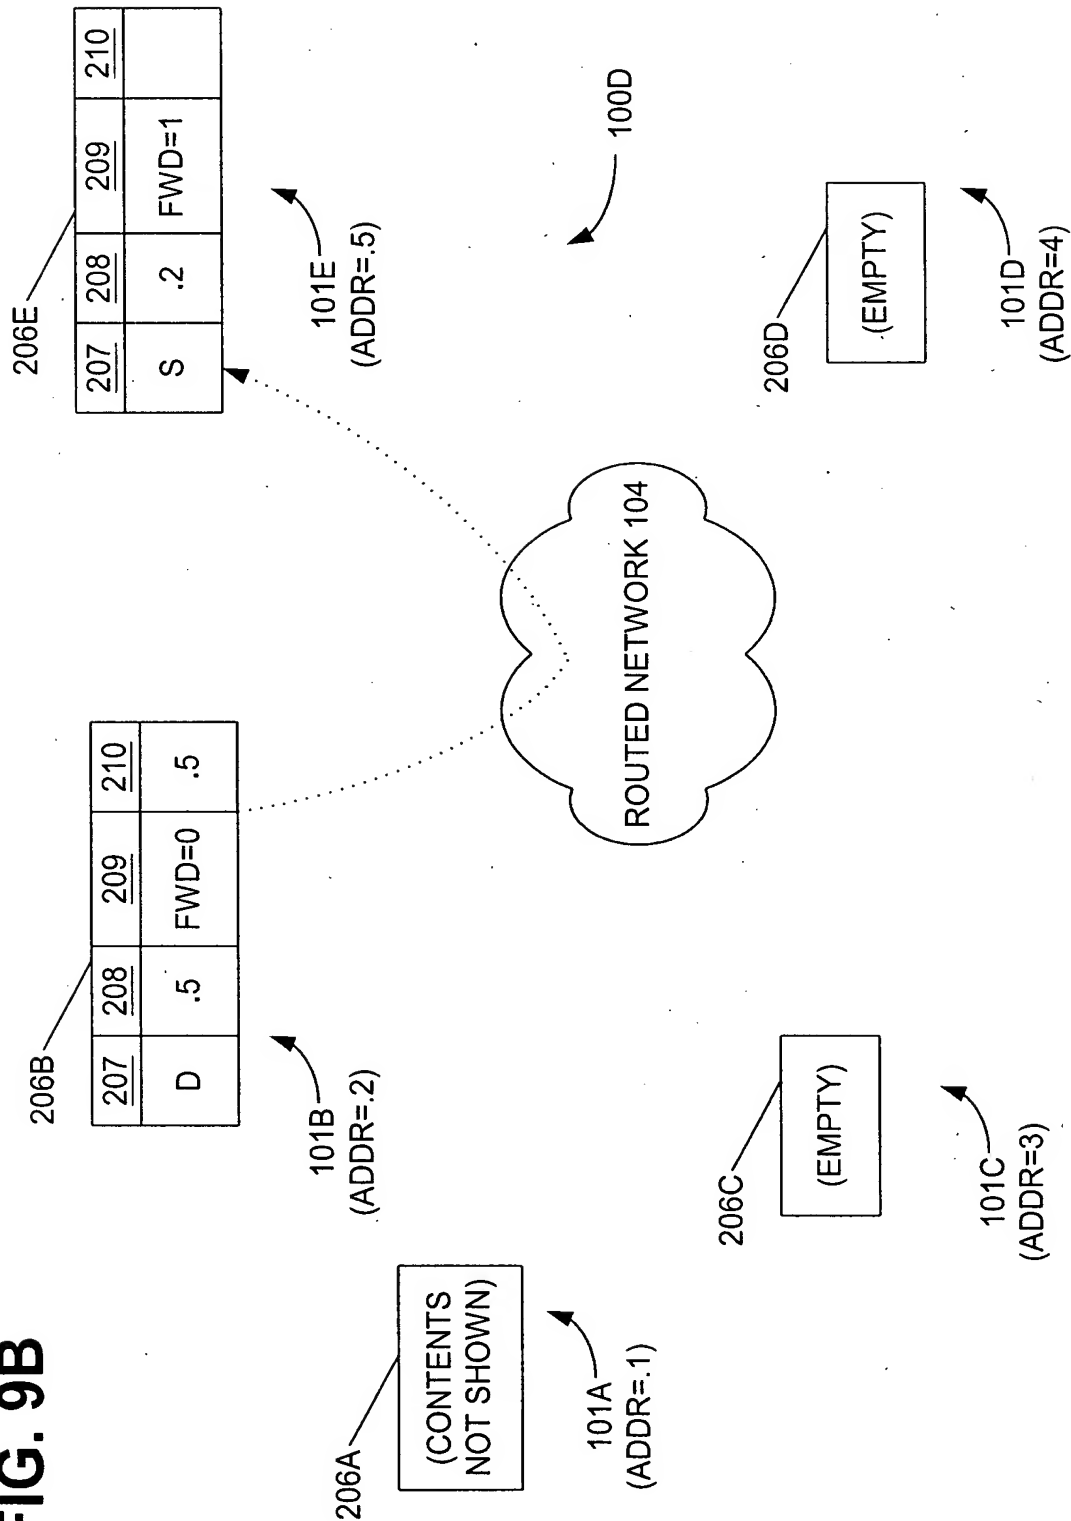 FIG. 9B
206B
207 208 209 210
D .5 FWD=0 .5
101B
(ADDR=.2)
206E
207 208 209 210
S .2 FWD=1
101E
(ADDR=.5)
206A
(CONTENTS
NOT SHOWN)
101A
(ADDR=.1)
ROUTED NETWORK 104
100D
206C
(EMPTY)
101C
(ADDR=3)
206D
(EMPTY)
101D
(ADDR=4)